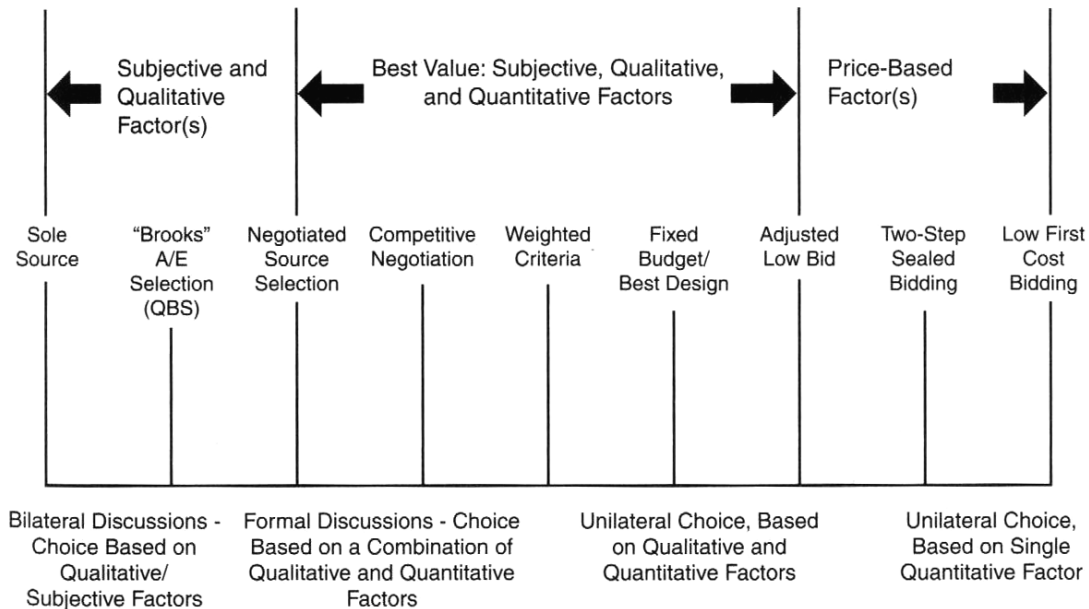 Subjective and
Qualitative
Factor(s)
Best Value: Subjective, Qualitative,
and Quantitative Factors
Price-Based
Factor(s)
Sole
Source
“Brooks”
A/E
Selection
(QBS)
Negotiated
Source
Selection
Competitive
Negotiation
Weighted
Criteria
Fixed
Budget/
Best Design
Adjusted
Low Bid
Two-Step
Sealed
Bidding
Low First
Cost
Bidding
Bilateral Discussions -
Choice Based on
Qualitative/
Subjective Factors
Formal Discussions - Choice
Based on a Combination of
Qualitative and Quantitative
Factors
Unilateral Choice, Based
on Qualitative and
Quantitative Factors
Unilateral Choice,
Based on Single
Quantitative Factor